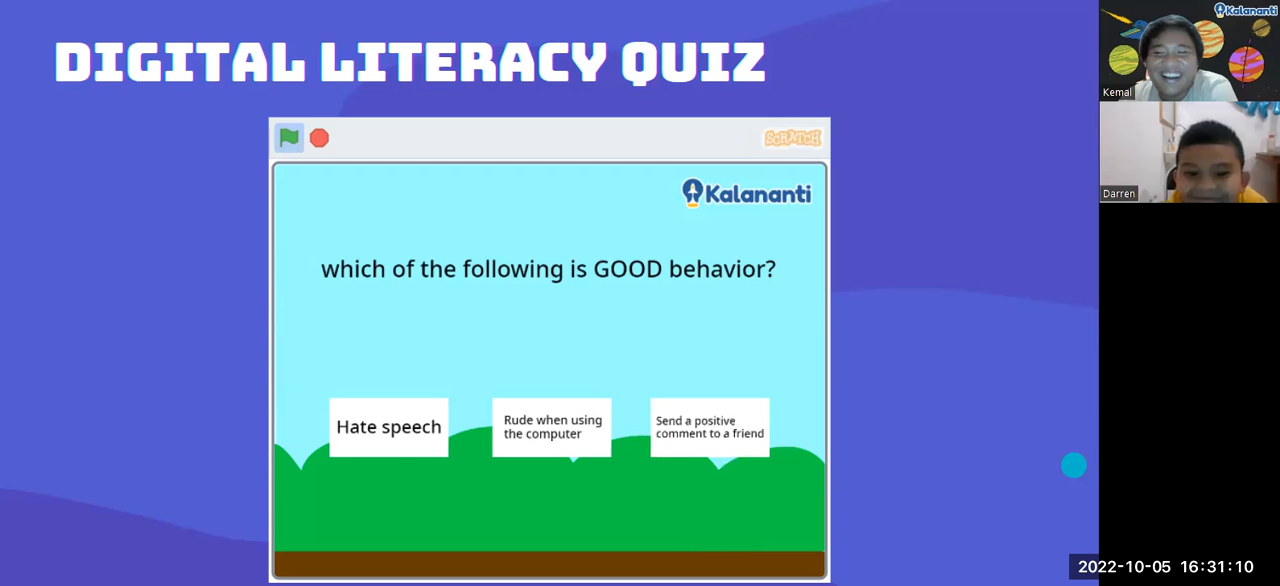 DIGITAL LITERACY QUIZ
SCRATCH
Kalananti
which of the following is GOOD behavior?
Hate speech
Rude when using
the computer
Send a positive
comment to a friend
Kalananti
Kemal
Darren
2022-10-05 16:31:10